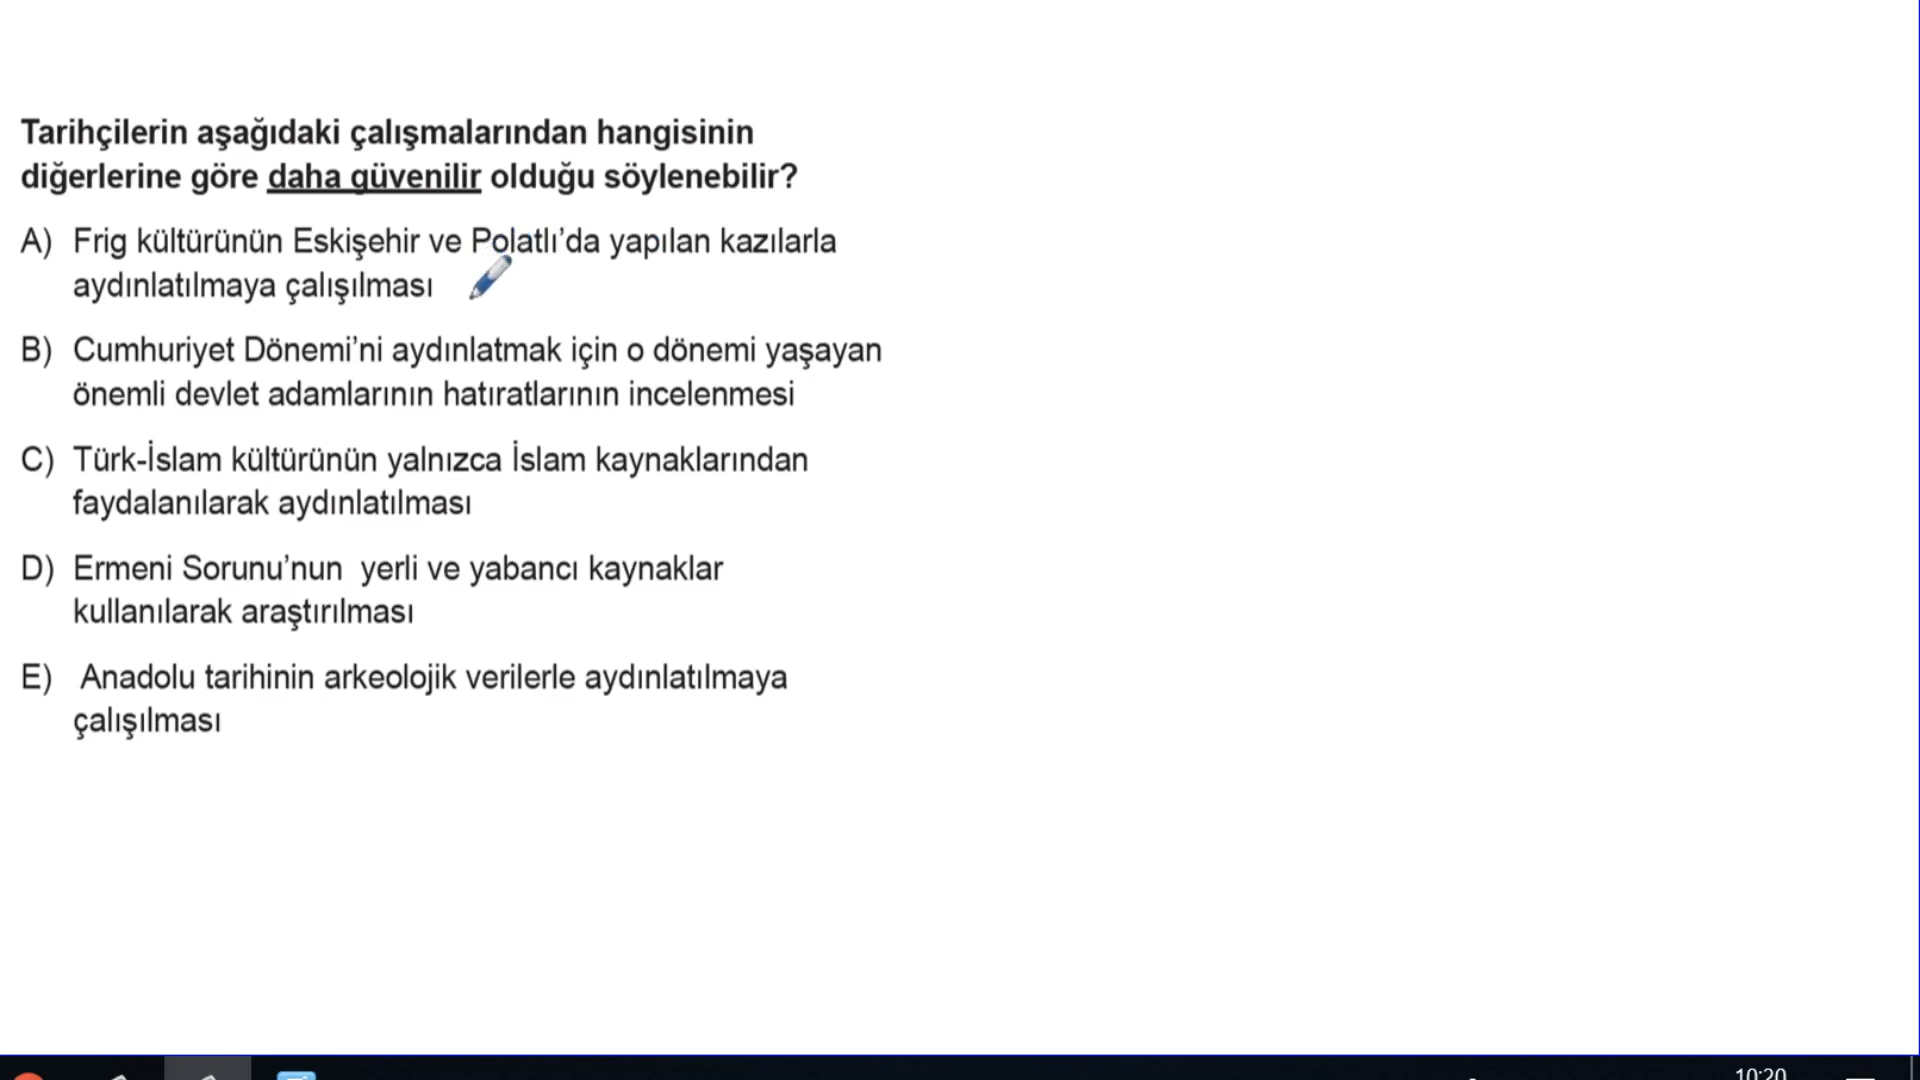 Tarihçilerin aşağıdaki çalışmalarından hangisinin
diğerlerine göre daha güvenilir olduğu söylenebilir?
A) Frig kültürünün Eskişehir ve Polatlı’da yapılan kazılarla
aydınlatılmaya çalışılması
B) Cumhuriyet Dönemi’ni aydınlatmak için o dönemi yaşayan
önemli devlet adamlarının hatıratlarının incelenmesi
C) Türk-İslam kültürünün yalnızca İslam kaynaklarından
faydalanılarak aydınlatılması
D) Ermeni Sorunu’nun yerli ve yabancı kaynaklar
kullanılarak araştırılması
E) Anadolu tarihinin arkeolojik verilerle aydınlatılmaya
çalışılması
10:20